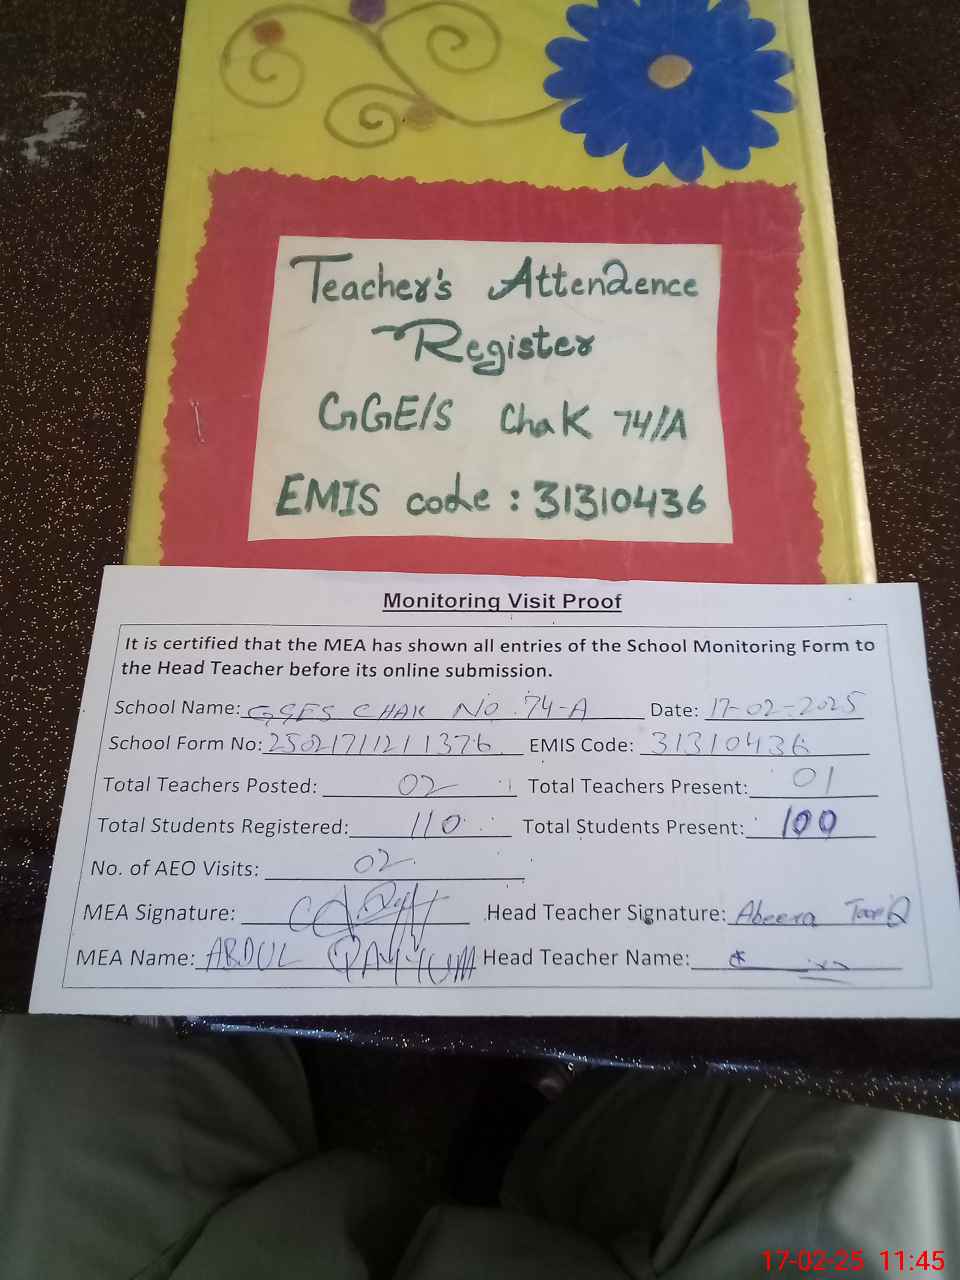 Teacher's Attendence
Register
GGE/S Chak 74/A
EMIS code : 31310436
Monitoring Visit Proof
It is certified that the MEA has shown all entries of the School Monitoring Form to
the Head Teacher before its online submission.
School Name: GGES CHAK No. 74-A Date: 17-02-2025
School Form No: 25021711211376 EMIS Code: 31310436
Total Teachers Posted: 02 Total Teachers Present: 01
Total Students Registered: 110 Total Students Present: 100
No. of AEO Visits: 02
MEA Signature: Head Teacher Signature: Abeera TariQ
MEA Name: ABDUL QAYYUM Head Teacher Name:
17-02-25 11:45